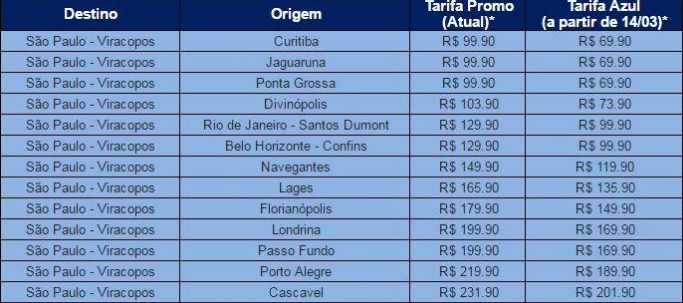 Destino Origem Tarifa Promo (Atual)* Tarifa Azul (a partir de 14/03)*
São Paulo - Viracopos Curitiba R$ 99.90 R$ 69.90
São Paulo - Viracopos Jaguaruna R$ 99.90 R$ 69.90
São Paulo - Viracopos Ponta Grossa R$ 99.90 R$ 69.90
São Paulo - Viracopos Divinópolis R$ 103.90 R$ 73.90
São Paulo - Viracopos Rio de Janeiro - Santos Dumont R$ 129.90 R$ 99.90
São Paulo - Viracopos Belo Horizonte - Confins R$ 129.90 R$ 99.90
São Paulo - Viracopos Navegantes R$ 149.90 R$ 119.90
São Paulo - Viracopos Lages R$ 165.90 R$ 135.90
São Paulo - Viracopos Florianópolis R$ 179.90 R$ 149.90
São Paulo - Viracopos Londrina R$ 199.90 R$ 169.90
São Paulo - Viracopos Passo Fundo R$ 199.90 R$ 169.90
São Paulo - Viracopos Porto Alegre R$ 219.90 R$ 189.90
São Paulo - Viracopos Cascavel R$ 231.90 R$ 201.90